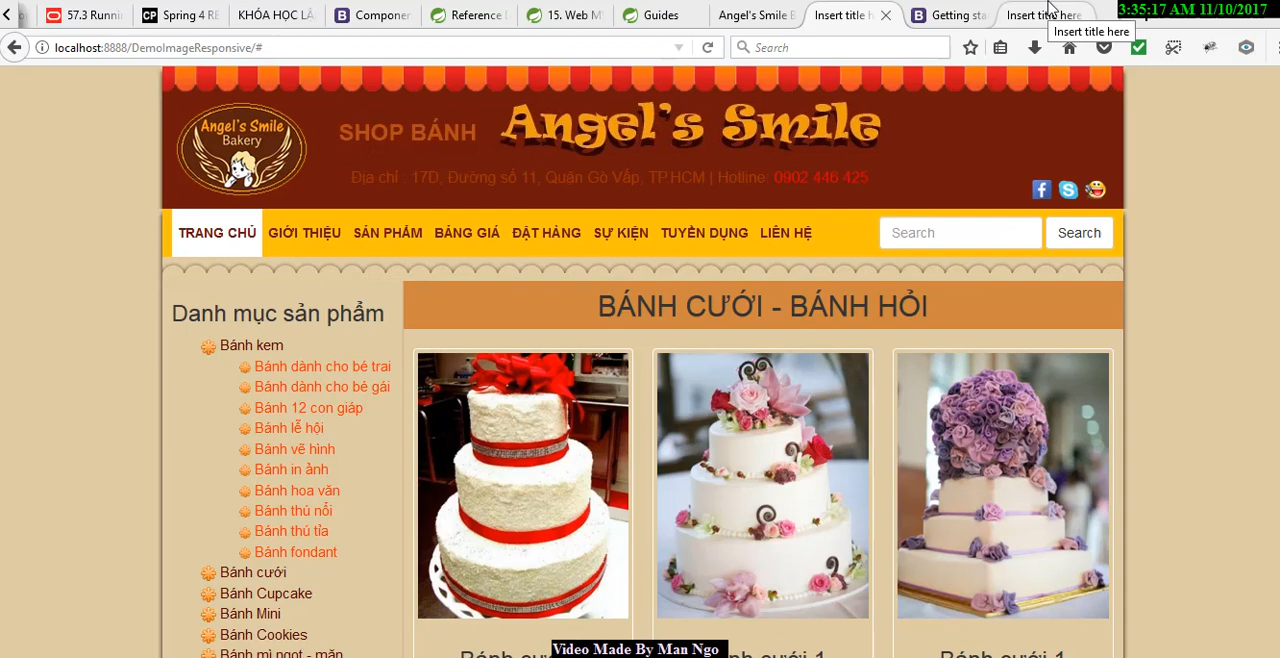 57.3 Runni
Spring 4 RE
KHÓA HỌC LẬ
Componer
Reference
15. Web M
Guides
Angel's Smile B
Insert title h
Getting sta
Insert title here
3:35:17 AM 11/10/2017
Insert title here
localhost:8888/DemoImageResponsive/#
Search
Angel's Smile
Bakery
SHOP BÁNH
Angel's Smile
Địa chỉ : 17D, Đường số 11, Quận Gò Vấp, TP.HCM | Hotline: 0902 446 425
TRANG CHỦ GIỚI THIỆU SẢN PHẨM BẢNG GIÁ ĐẶT HÀNG SỰ KIỆN TUYỂN DỤNG LIÊN HỆ
Search
Search
Danh mục sản phẩm
Bánh kem
Bánh dành cho bé trai
Bánh dành cho bé gái
Bánh 12 con giáp
Bánh lễ hội
Bánh vẽ hình
Bánh in ảnh
Bánh hoa văn
Bánh thú nổi
Bánh thú tỉa
Bánh fondant
Bánh cưới
Bánh Cupcake
Bánh Mini
Bánh Cookies
Bánh mì ngọt - mặn
BÁNH CƯỚI - BÁNH HỎI
Video Made By Man Ngo
Bánh cưới 1